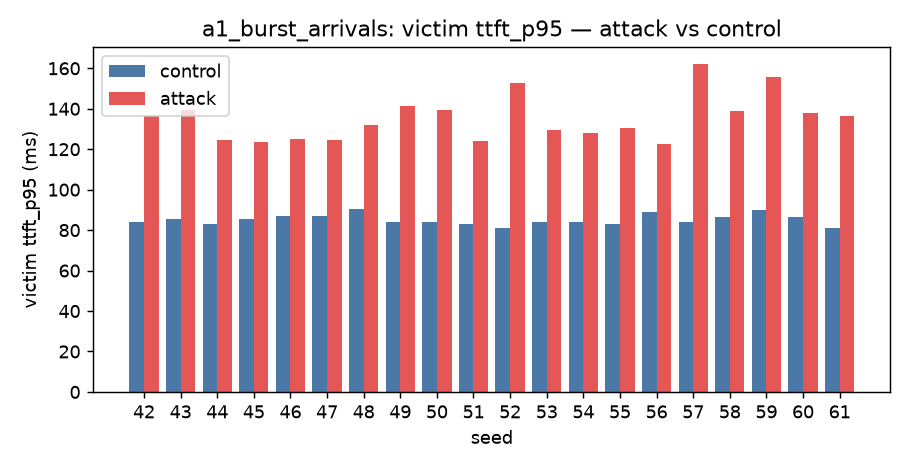 a1_burst_arrivals: victim ttft_p95 — attack vs control
control
attack
victim ttft_p95 (ms)
160
140
120
100
80
60
40
20
0
42 43 44 45 46 47 48 49 50 51 52 53 54 55 56 57 58 59 60 61
seed